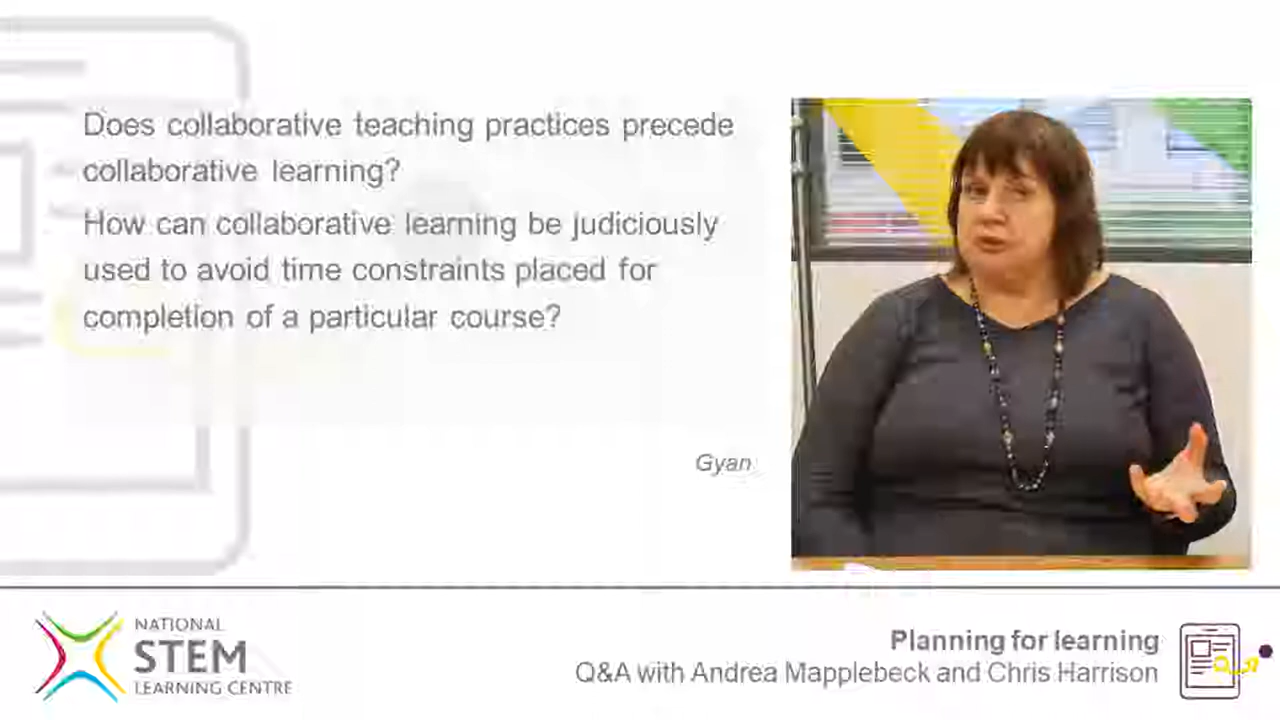 Does collaborative teaching practices precede
collaborative learning?
How can collaborative learning be judiciously
used to avoid time constraints placed for
completion of a particular course?
Gyan
NATIONAL
STEM
LEARNING CENTRE
Planning for learning
Q&A with Andrea Mapplebeck and Chris Harrison